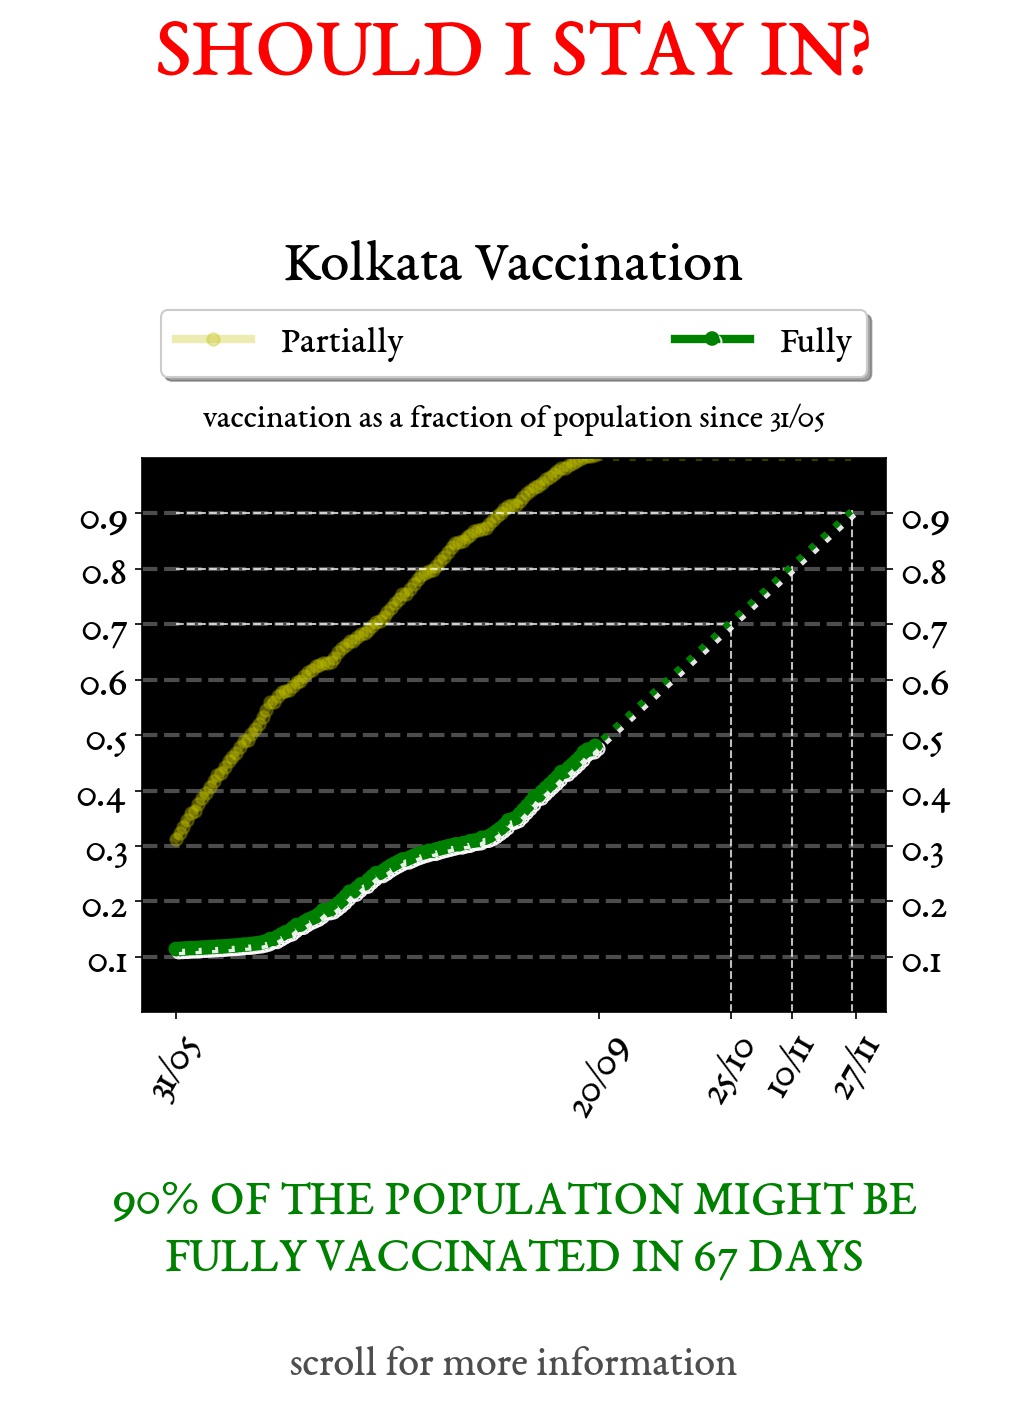 SHOULD I STAY IN?
Kolkata Vaccination
Partially Fully
vaccination as a fraction of population since 31/05
0.9 0.9
0.8 0.8
0.7 0.7
0.6 0.6
0.5 0.5
0.4 0.4
0.3 0.3
0.2 0.2
0.1 0.1
31/05 20/09 25/10 10/11 27/11
90% OF THE POPULATION MIGHT BE
FULLY VACCINATED IN 67 DAYS
scroll for more information